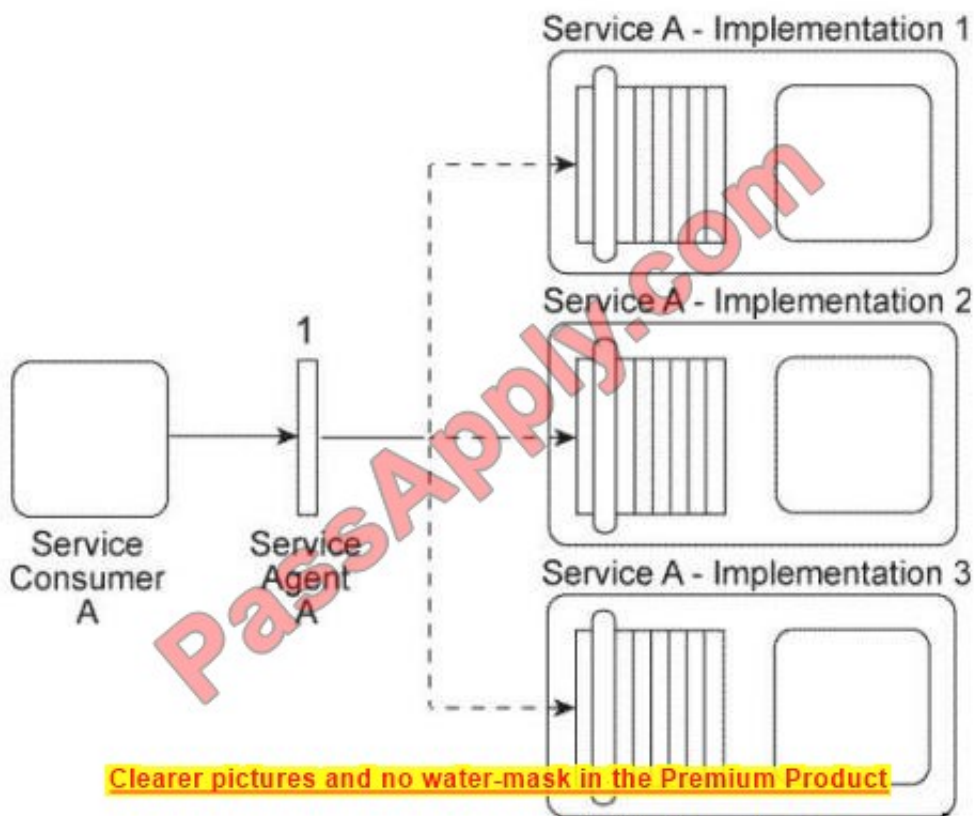 Service A - Implementation 1
Service A - Implementation 2
1
Service
Consumer
A
Service
Agent
A
Service A - Implementation 3
PassApply.com
Clearer pictures and no water-mask in the Premium Product